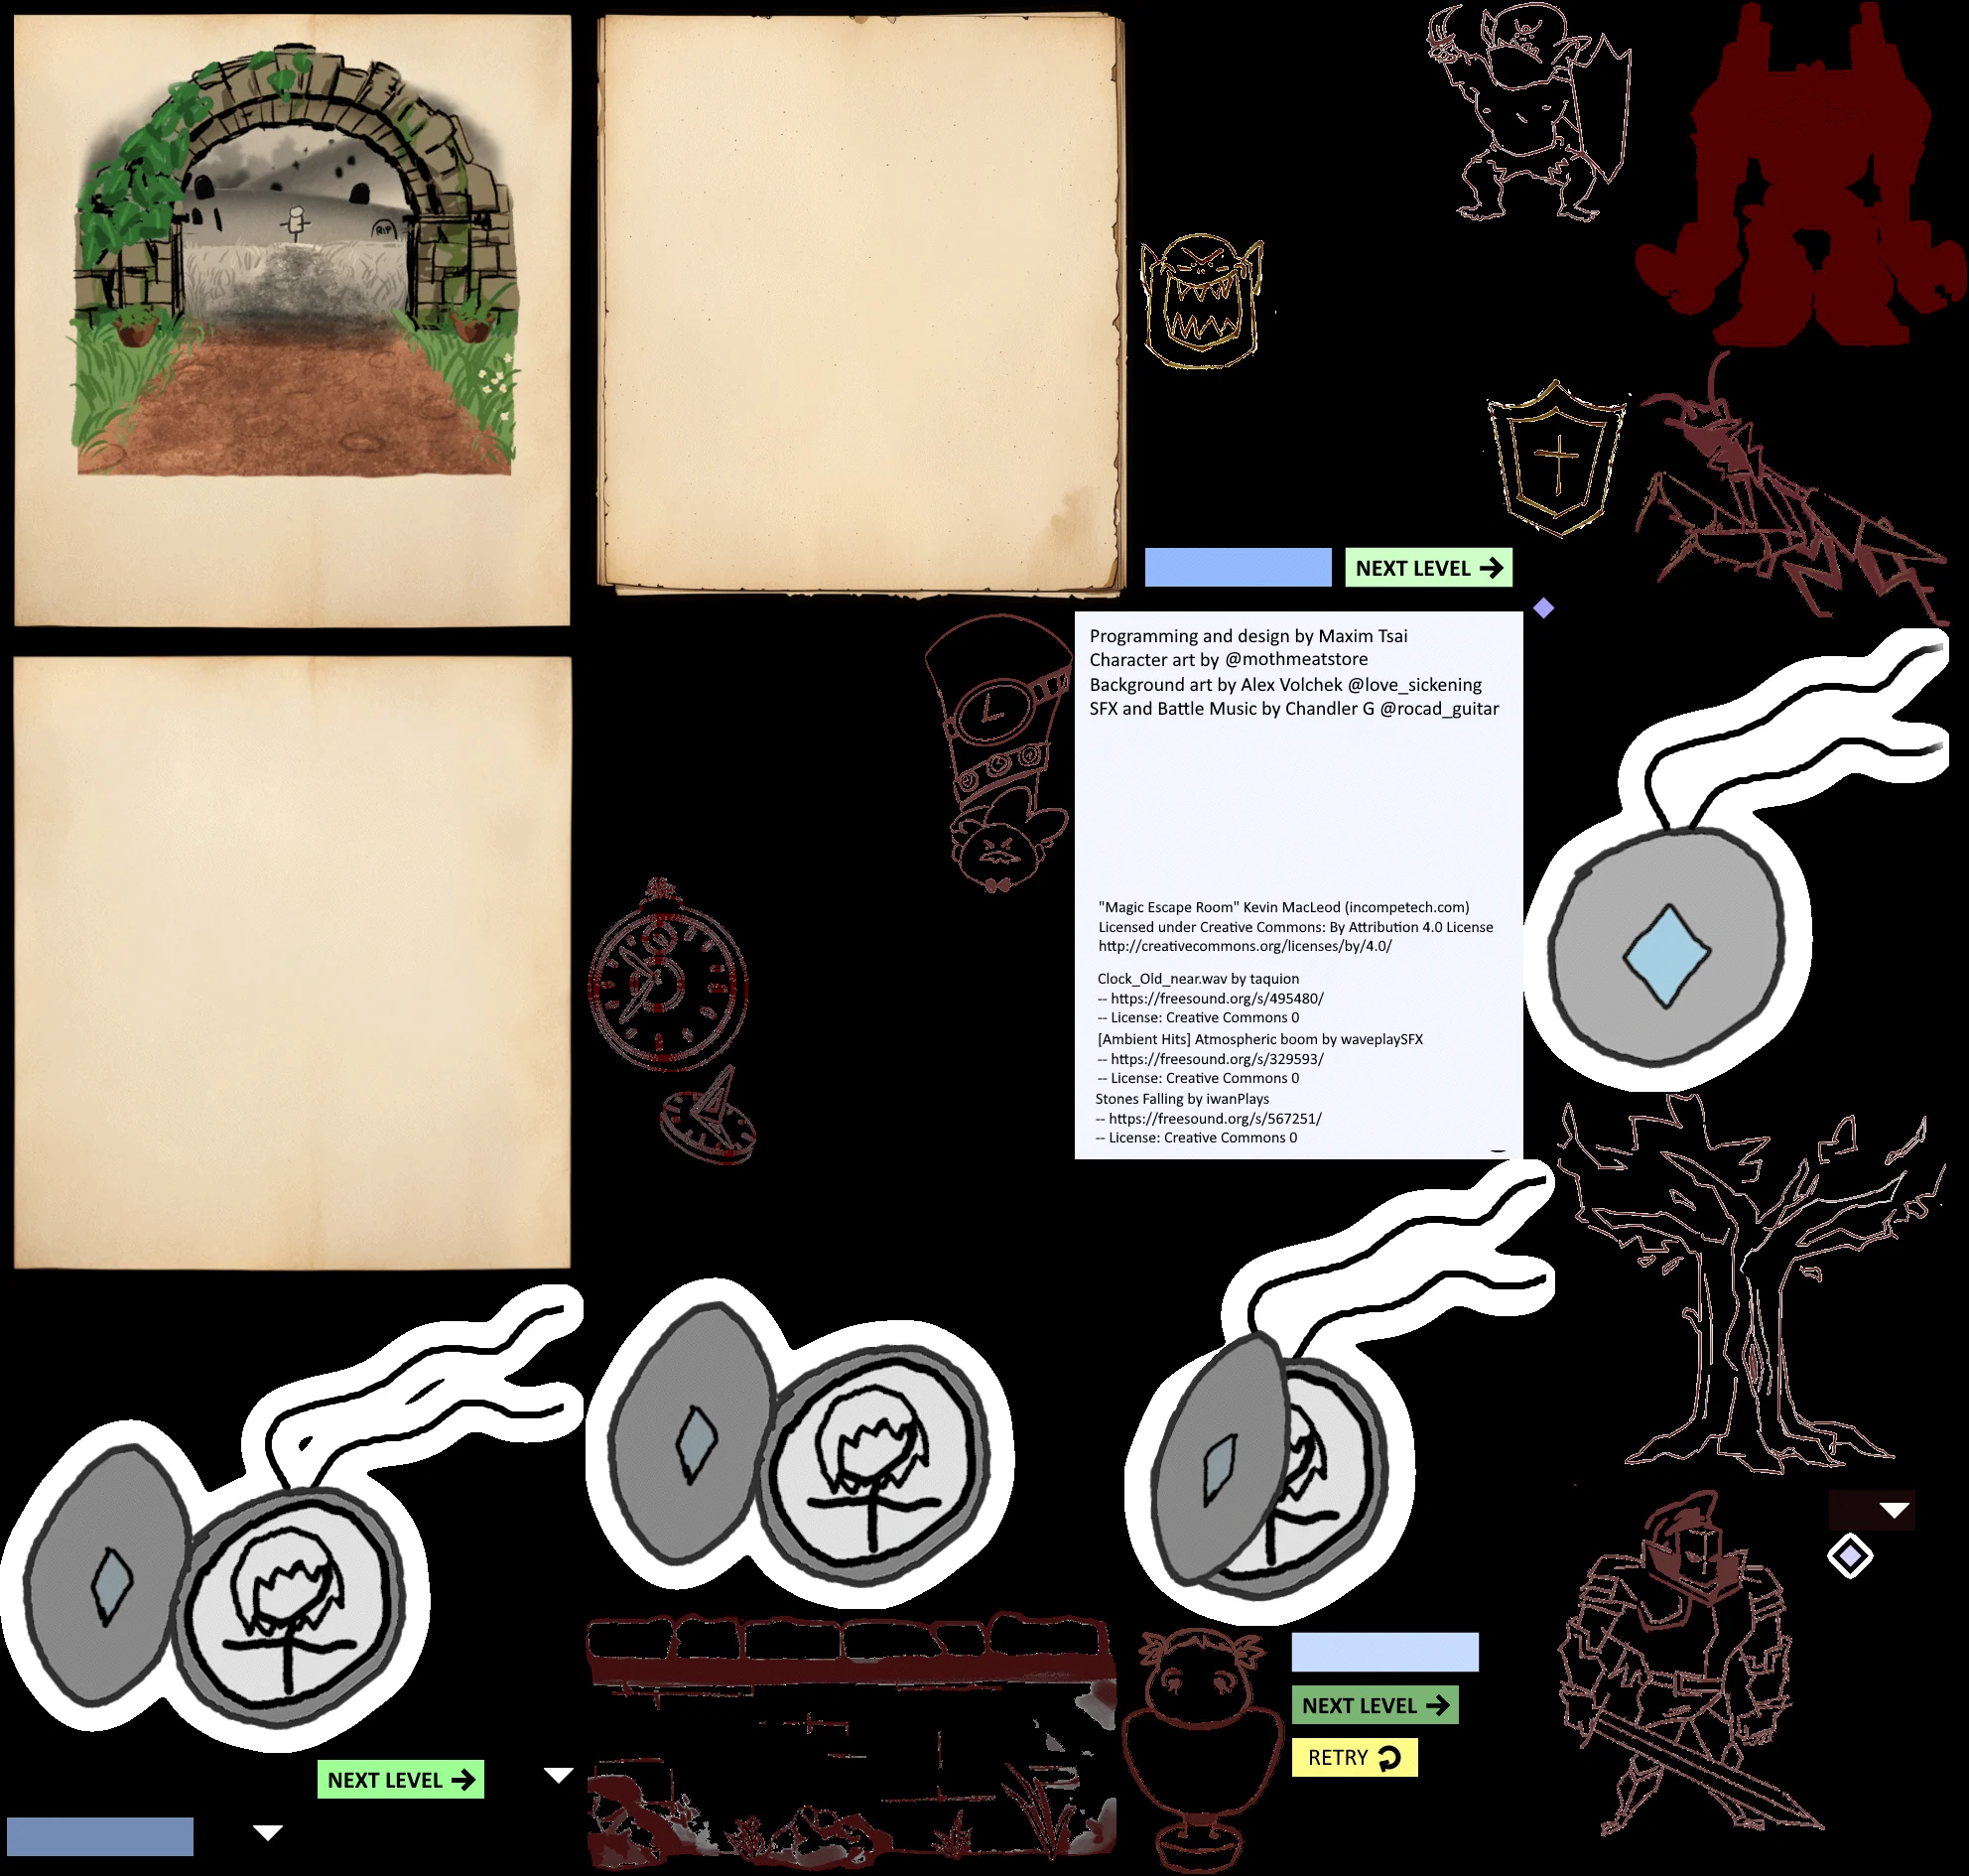 RIP
NEXT LEVEL
Programming and design by Maxim Tsai
Character art by @mothmeatstore
Background art by Alex Volchek @love_sickening
SFX and Battle Music by Chandler G @rocad_guitar
"Magic Escape Room" Kevin MacLeod (incompetech.com)
Licensed under Creative Commons: By Attribution 4.0 License
http://creativecommons.org/licenses/by/4.0/
Clock_Old_near.wav by taquion
-- https://freesound.org/s/495480/
-- License: Creative Commons 0
[Ambient Hits] Atmospheric boom by waveplaySFX
-- https://freesound.org/s/329593/
-- License: Creative Commons 0
Stones Falling by iwanPlays
-- https://freesound.org/s/567251/
-- License: Creative Commons 0
NEXT LEVEL
RETRY
NEXT LEVEL